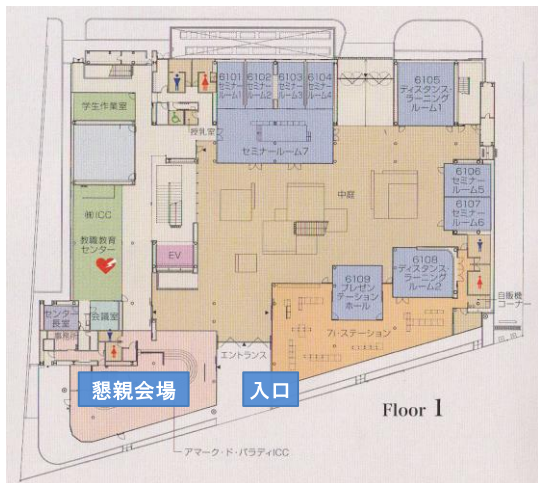 6101
セミナー
ルーム1
6102
セミナー
ルーム2
6103
セミナー
ルーム3
6104
セミナー
ルーム4
6105
ディスタンス・
ラーニング
ルーム1
学生作業室
授乳室
セミナールーム7
6106
セミナー
ルーム5
6107
セミナー
ルーム6
中庭
㈱ICC
教職教育
センター
EV
6108
ディスタンス・
ラーニング
ルーム2
6109
プレゼン
テーション
ホール
自販機
コーナー
センター
長室
会議室
事務所
エントランス
ステーション
懇親会場
入口
Floor 1
アマーク・ド・パラディICC